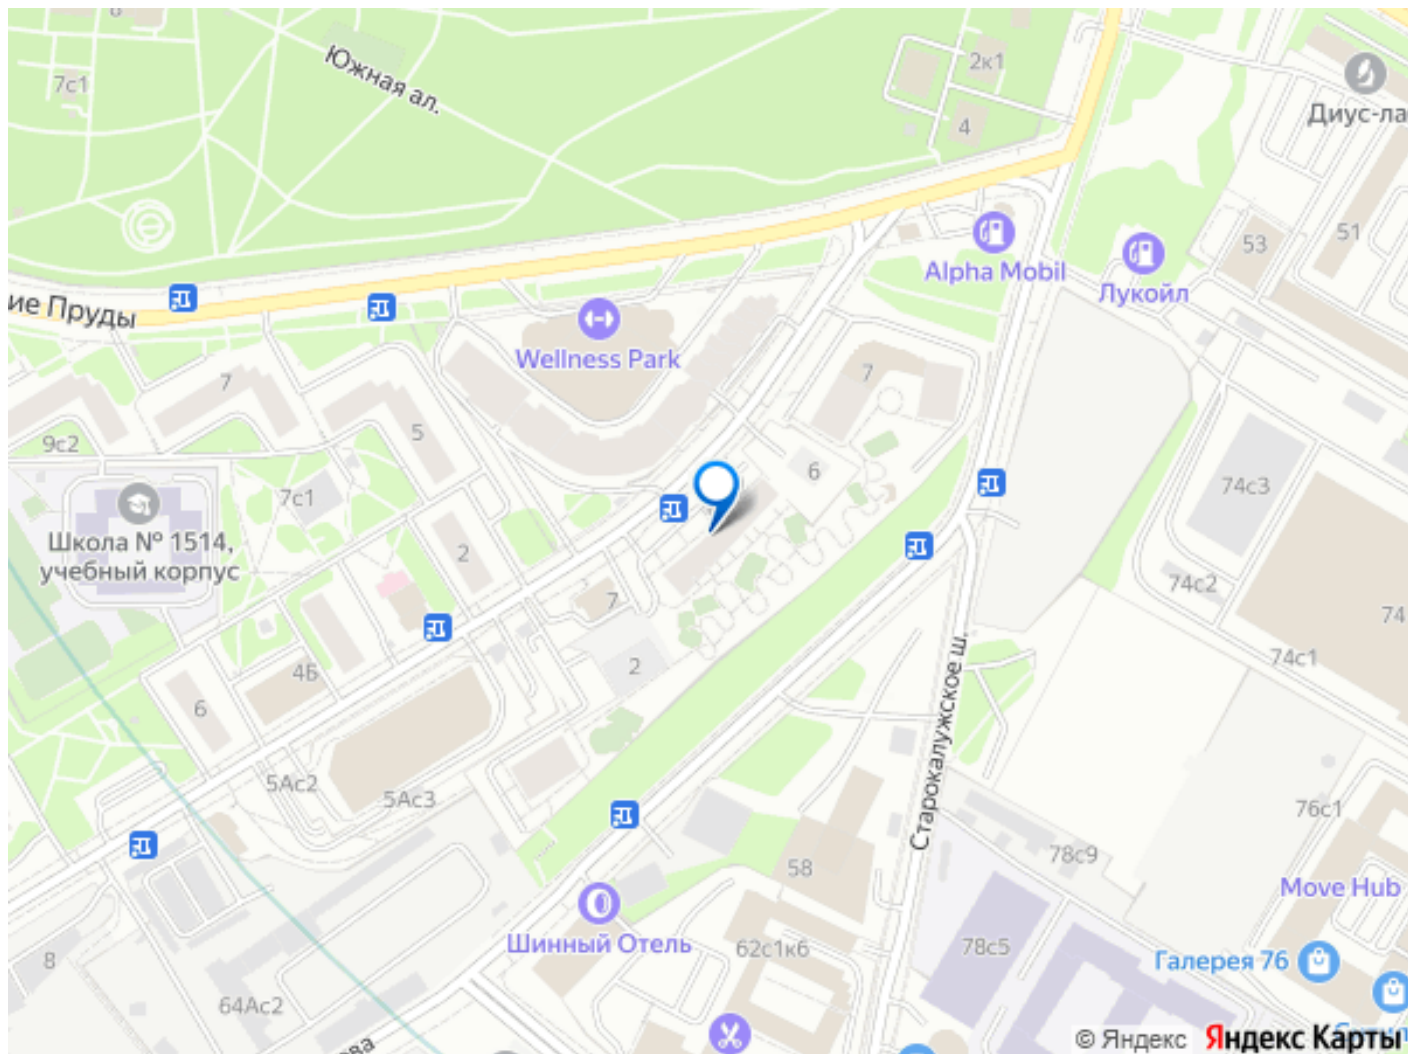 7с1
Южная ал.
2к1
4
Диус-ла
53
51
Alpha Mobil
Лукойл
ие Пруды
Wellness Park
7
7
5
9с2
6
7с1
74с3
Школа № 1514,
учебный корпус
2
74с2
7
74
4Б
2
74с1
6
Старокалужское ш.
5Ас2
5Ас3
76с1
78с9
58
Move Hub
Шинный Отель
62с1к6
78с5
Галерея 76
8
64Ас2
ова
© Яндекс Яндекс Карты